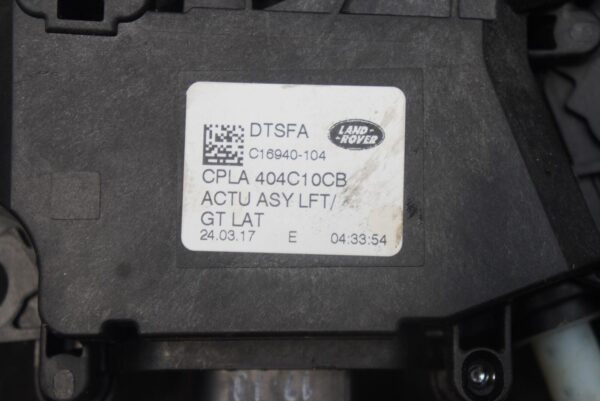 DTSFA
LAND-
-ROVER
C16940-104
CPLA 404C10CB
ACTU ASY LFT/
GT LAT
24.03.17 E 04:33:54